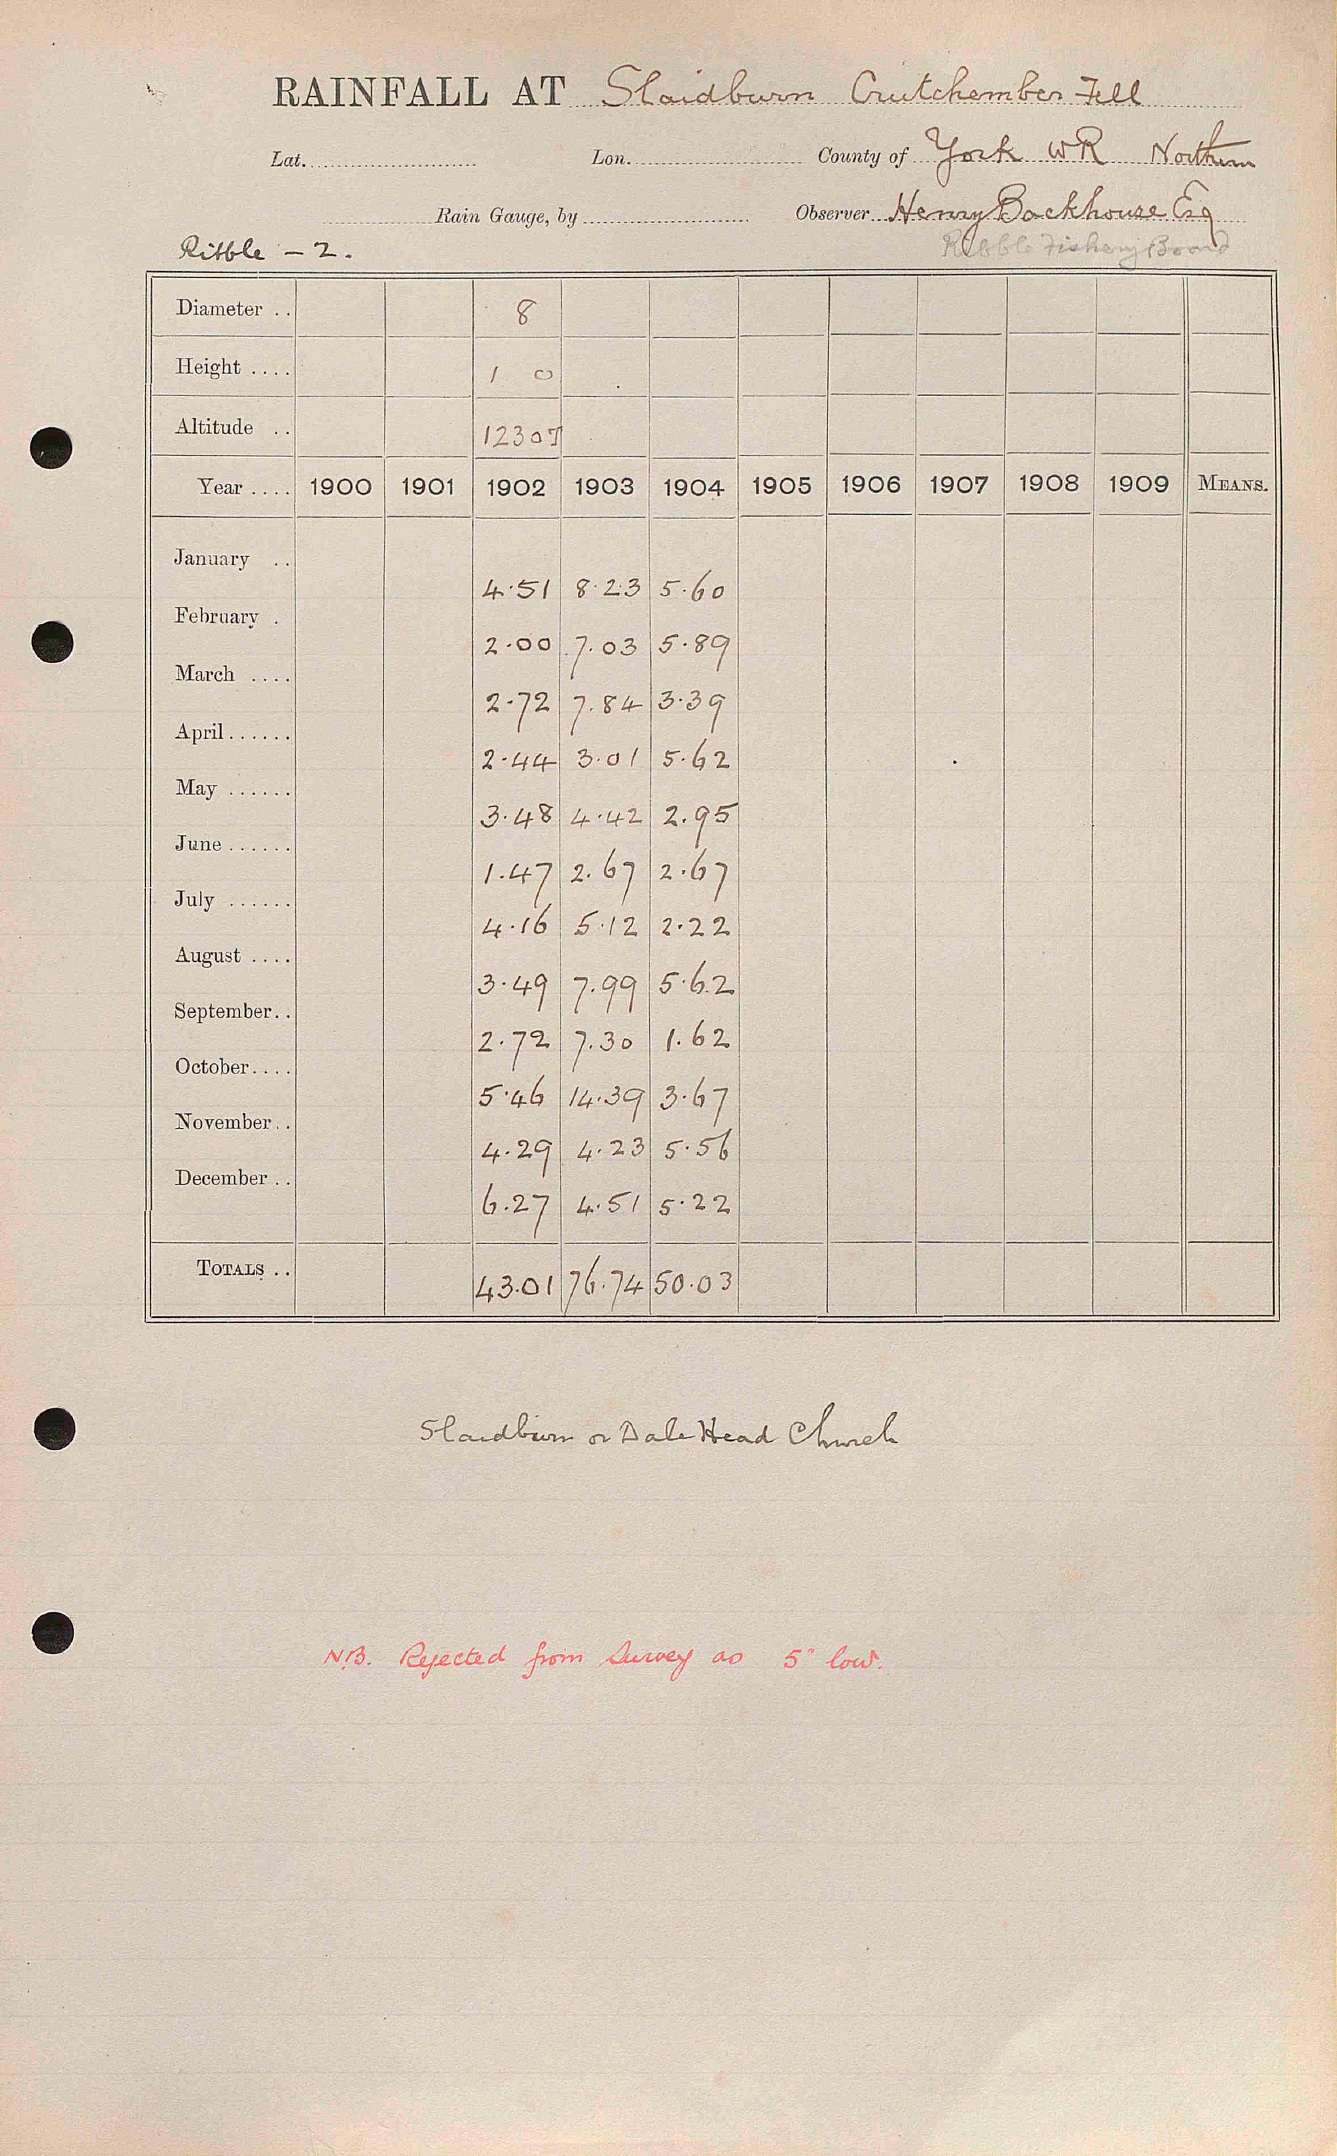 RAINFALL AT Slaidburn Crutchember Fell
Lat. Lon. County of York WR Northern
Rain Gauge, by Observer Henry Backhouse Esq
Ribble - 2. Ribble Fishery Board
Diameter .. 8
Height .... 1 0
Altitude .. 1230T
Year .... 1900 1901 1902 1903 1904 1905 1906 1907 1908 1909 MEANS.
January .. 4.51 8.23 5.60
February . 2.00 7.03 5.89
March .... 2.72 7.84 3.39
April...... 2.44 3.01 5.62
May ...... 3.48 4.42 2.95
June ...... 1.47 2.67 2.67
July ...... 4.16 5.12 2.22
August .... 3.49 7.99 5.62
September.. 2.72 7.30 1.62
October.... 5.46 14.39 3.67
November.. 4.29 4.23 5.56
December .. 6.27 4.51 5.22
TOTALS .. 43.01 76.74 50.03
Slaidburn or Dale Head Church
N.B. Rejected from Survey as 5" low.